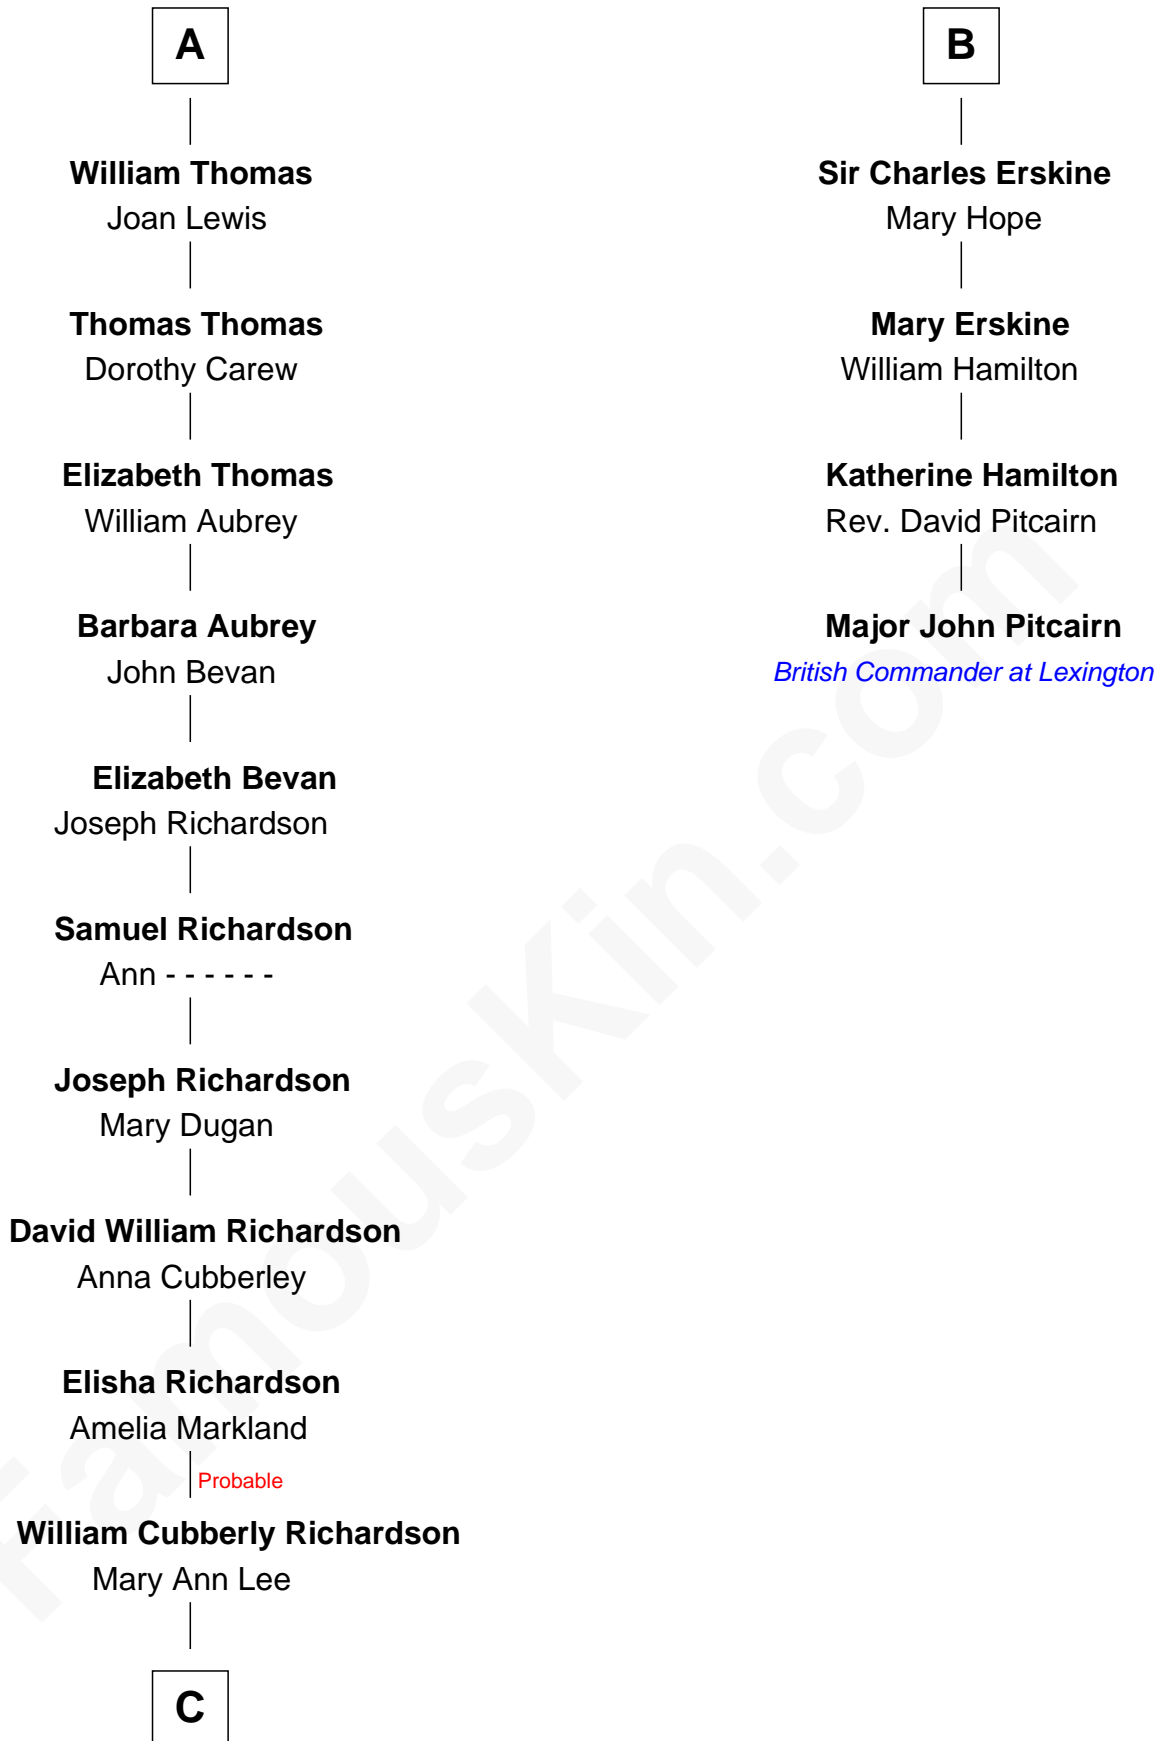 A
William Thomas
Joan Lewis
Thomas Thomas
Dorothy Carew
Elizabeth Thomas
William Aubrey
Barbara Aubrey
John Bevan
Elizabeth Bevan
Joseph Richardson
Samuel Richardson
Ann - - - - - -
Joseph Richardson
Mary Dugan
David William Richardson
Anna Cubberley
Elisha Richardson
Amelia Markland
Probable
William Cubberly Richardson
Mary Ann Lee
C
B
Sir Charles Erskine
Mary Hope
Mary Erskine
William Hamilton
Katherine Hamilton
Rev. David Pitcairn
Major John Pitcairn
British Commander at Lexington
FamousKin.com